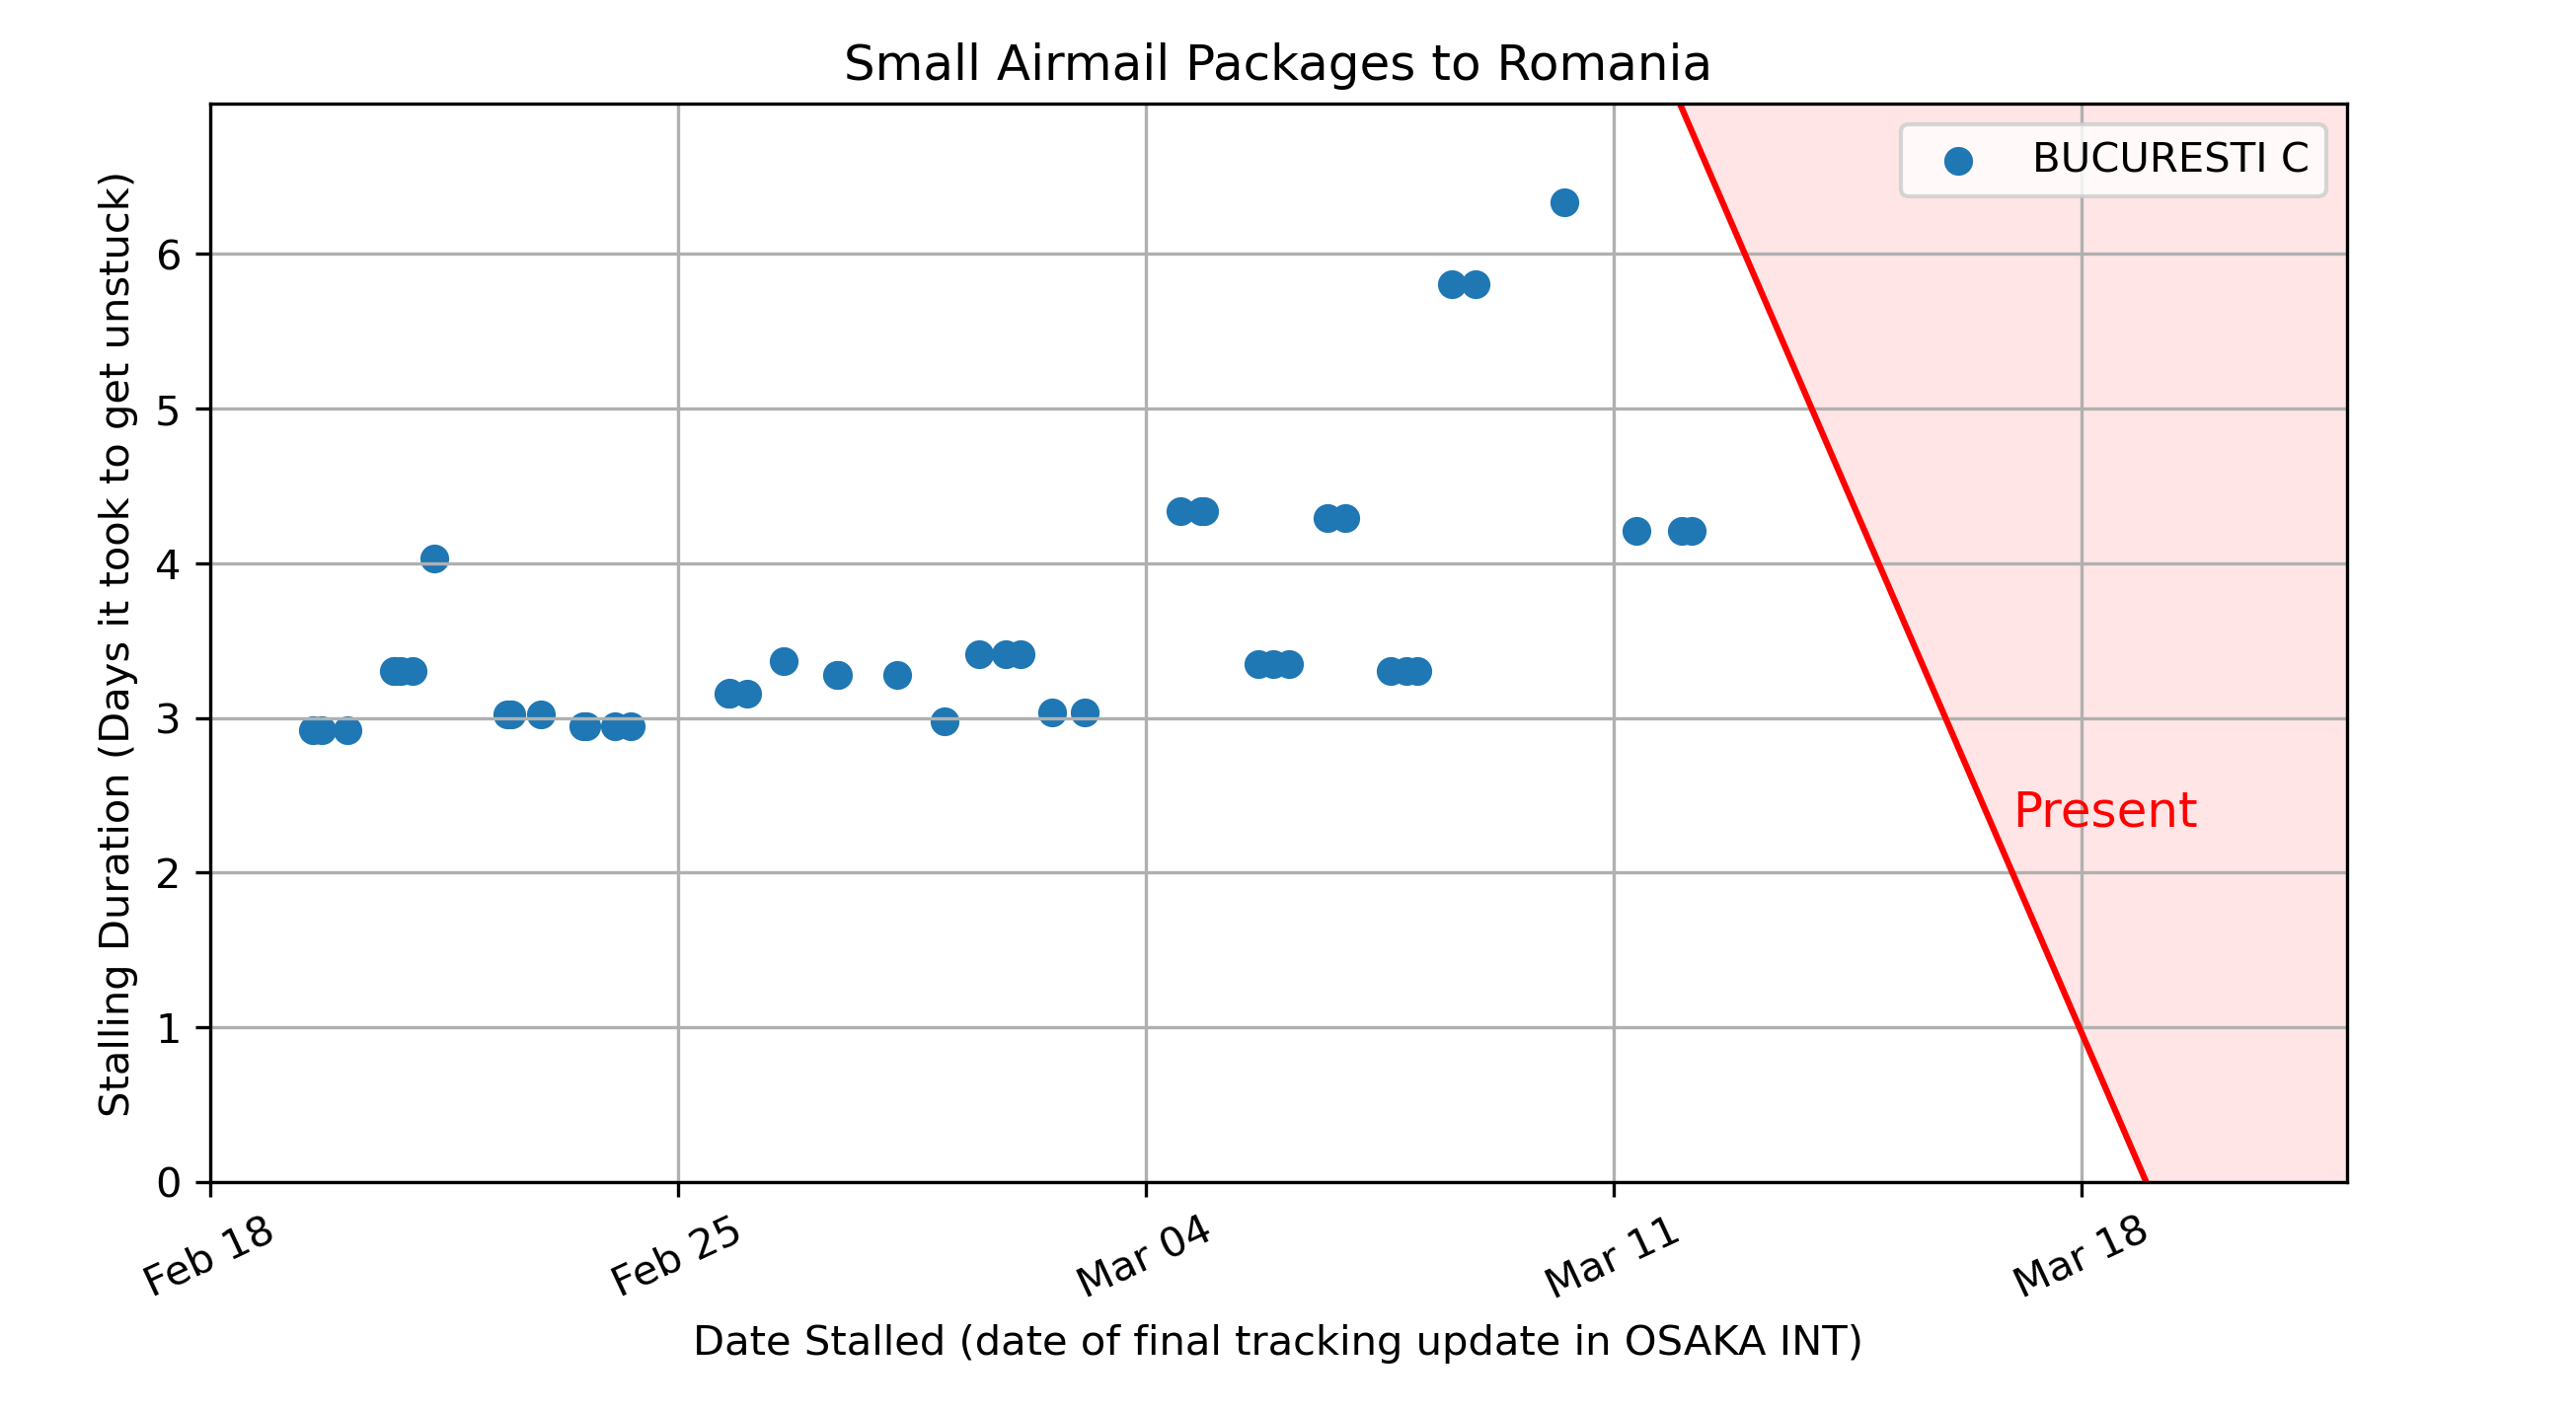 Small Airmail Packages to Romania
BUCURESTI C
Stalling Duration (Days it took to get unstuck)
6
5
4
3
2
1
0
Present
Feb 18
Feb 25
Mar 04
Mar 11
Mar 18
Date Stalled (date of final tracking update in OSAKA INT)